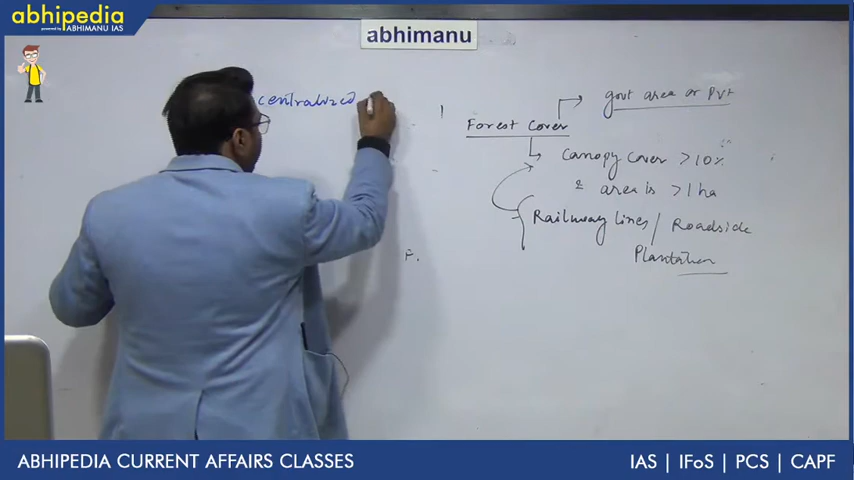 abhipedia
powered by ABHIMANU IAS
abhimanu
centralized
govt area or Pvt
Forest Cover
canopy cover >10%
& area is >1 ha
Railway lines/ Roadside
Plantation
F.
ABHIPEDIA CURRENT AFFAIRS CLASSES
IAS | IFoS | PCS | CAPF